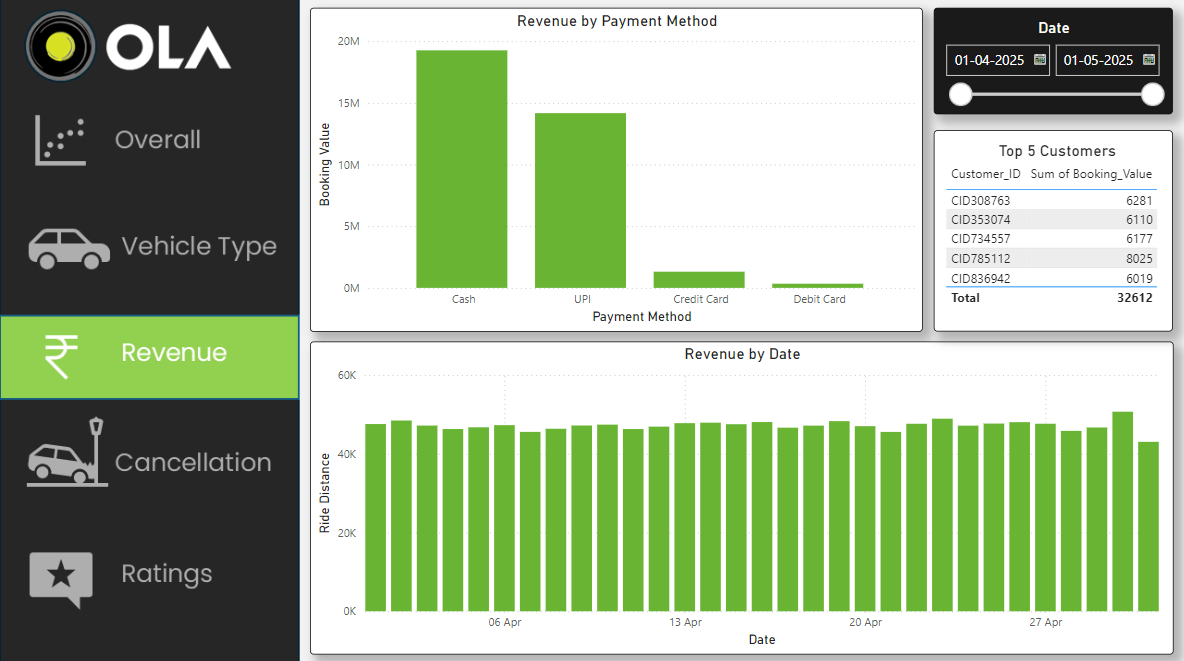 OLA
Overall
Vehicle Type
Revenue
Cancellation
Ratings
Revenue by Payment Method
20M
15M
10M
5M
0M
Booking Value
Cash UPI Credit Card Debit Card
Payment Method
Date
01-04-2025 01-05-2025
Top 5 Customers
Customer_ID Sum of Booking_Value
CID308763 6281
CID353074 6110
CID734557 6177
CID785112 8025
CID836942 6019
Total 32612
Revenue by Date
60K
40K
20K
0K
Ride Distance
06 Apr 13 Apr 20 Apr 27 Apr
Date